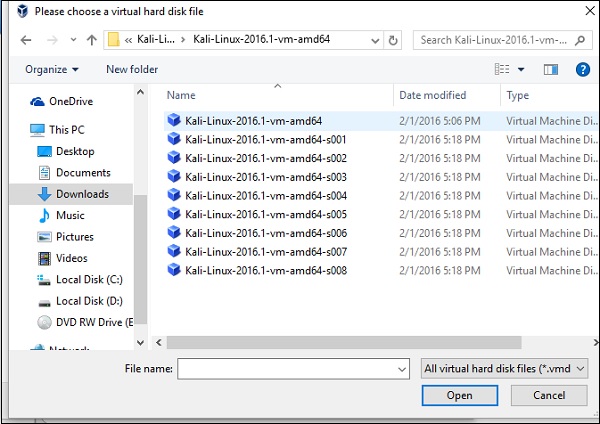 Please choose a virtual hard disk file
« Kali-Li... > Kali-Linux-2016.1-vm-amd64
Search Kali-Linux-2016.1-vm-...
Organize
New folder
OneDrive
This PC
Desktop
Documents
Downloads
Music
Pictures
Videos
Local Disk (C:)
Local Disk (D:)
DVD RW Drive (E
Network
Name Date modified Type
Kali-Linux-2016.1-vm-amd64 2/1/2016 5:06 PM Virtual Machine Di...
Kali-Linux-2016.1-vm-amd64-s001 2/1/2016 5:18 PM Virtual Machine Di...
Kali-Linux-2016.1-vm-amd64-s002 2/1/2016 5:18 PM Virtual Machine Di...
Kali-Linux-2016.1-vm-amd64-s003 2/1/2016 5:18 PM Virtual Machine Di...
Kali-Linux-2016.1-vm-amd64-s004 2/1/2016 5:18 PM Virtual Machine Di...
Kali-Linux-2016.1-vm-amd64-s005 2/1/2016 5:18 PM Virtual Machine Di...
Kali-Linux-2016.1-vm-amd64-s006 2/1/2016 5:18 PM Virtual Machine Di...
Kali-Linux-2016.1-vm-amd64-s007 2/1/2016 5:18 PM Virtual Machine Di...
Kali-Linux-2016.1-vm-amd64-s008 2/1/2016 5:18 PM Virtual Machine Di...
File name:
All virtual hard disk files (*.vmd
Open
Cancel